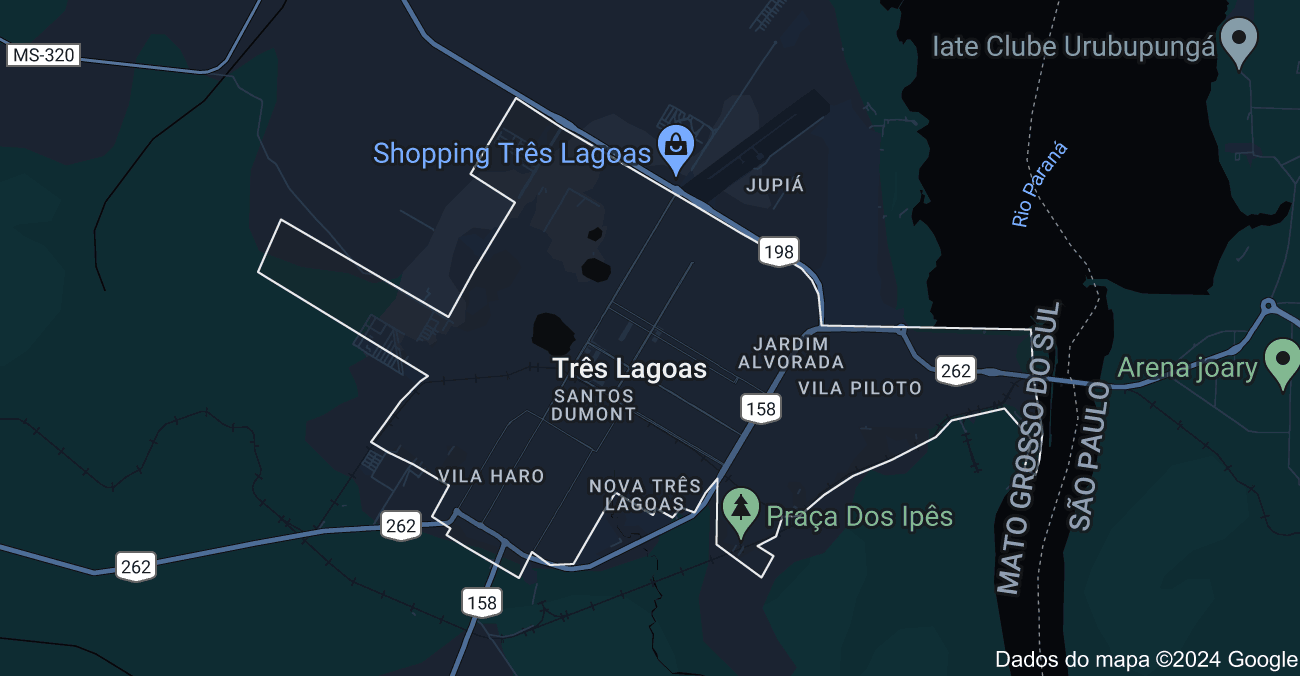 MS-320
Iate Clube Urubupungá
Shopping Três Lagoas
JUPIÁ
Rio Paraná
198
MATO GROSSO DO SUL
SÃO PAULO
JARDIM
ALVORADA
Três Lagoas
262
Arena joary
VILA PILOTO
SANTOS
DUMONT
158
VILA HARO
NOVA TRÊS
LAGOAS
Praça Dos Ipês
262
262
158
Dados do mapa ©2024 Google